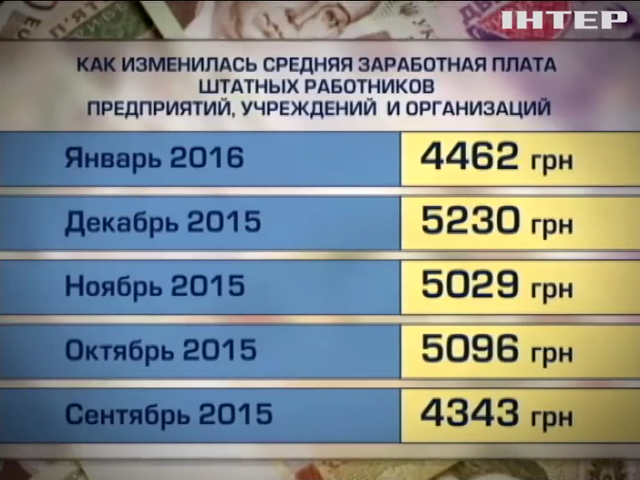 ІНТЕР
КАК ИЗМЕНИЛАСЬ СРЕДНЯЯ ЗАРАБОТНАЯ ПЛАТА
ШТАТНЫХ РАБОТНИКОВ
ПРЕДПРИЯТИЙ, УЧРЕЖДЕНИЙ И ОРГАНИЗАЦИЙ
Январь 2016 4462 грн
Декабрь 2015 5230 грн
Ноябрь 2015 5029 грн
Октябрь 2015 5096 грн
Сентябрь 2015 4343 грн